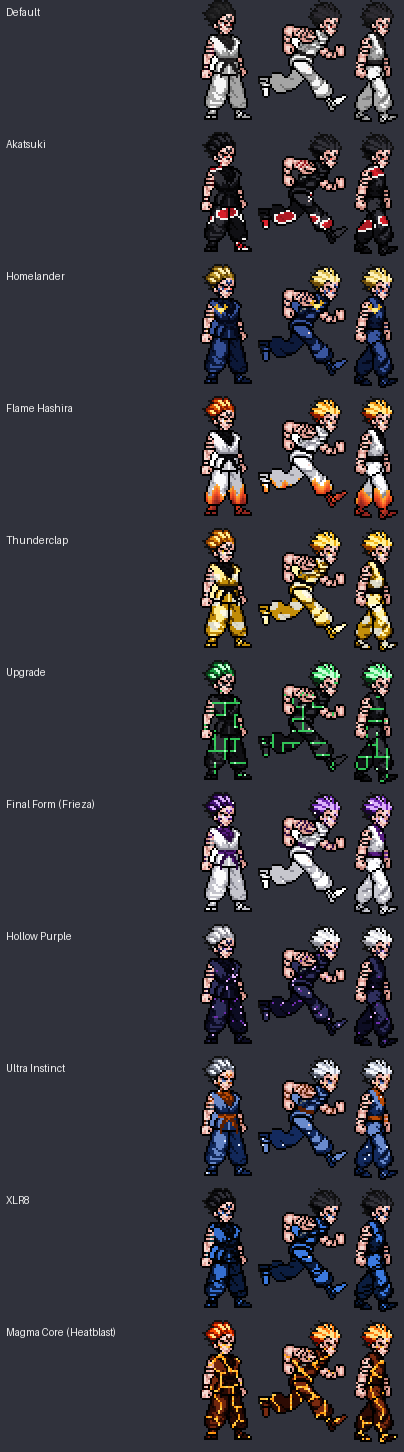 Default
Akatsuki
Homelander
Flame Hashira
Thunderclap
Upgrade
Final Form (Frieza)
Hollow Purple
Ultra Instinct
XLR8
Magma Core (Heatblast)